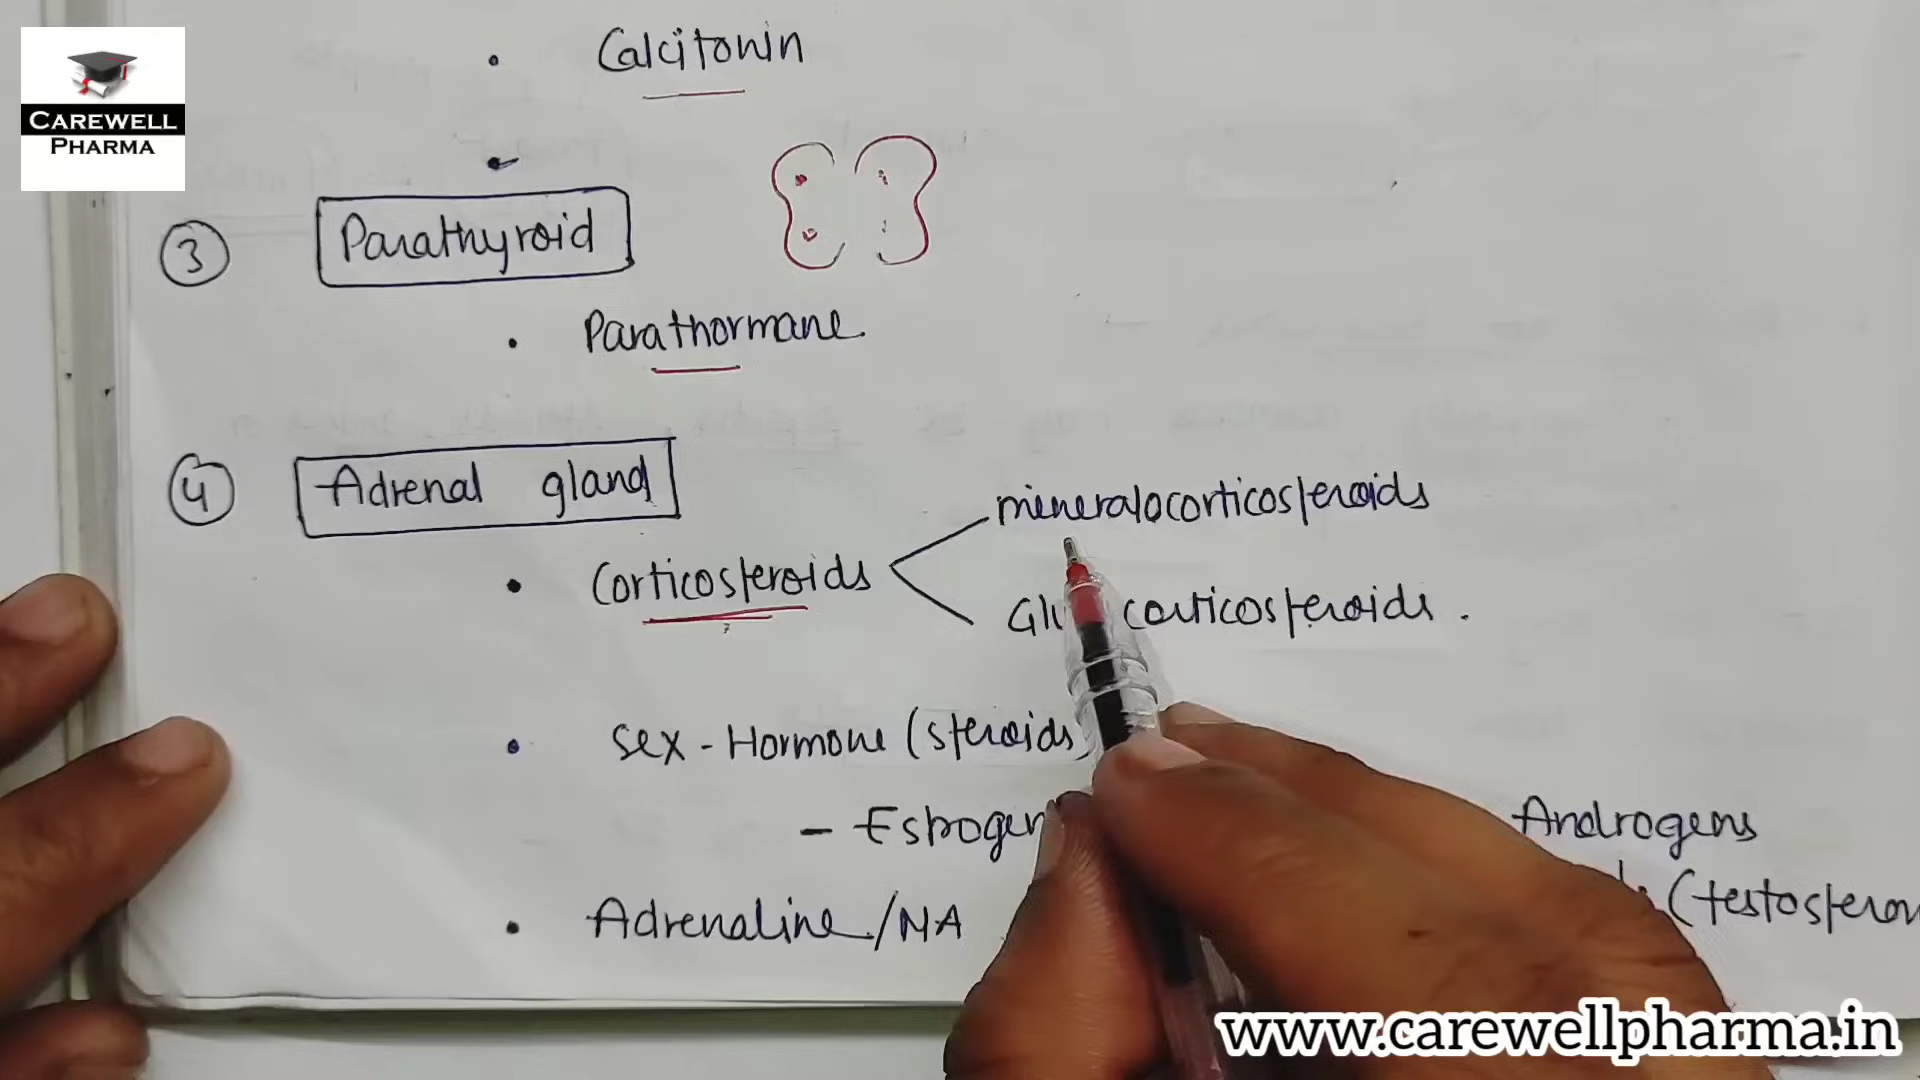 Calcitonin
CAREWELL
PHARMA
3 Parathyroid
Parathormane
4 Adrenal gland
mineralocorticosteroids
Corticosteroids
corticosteroids.
Sex-Hormone (steroids
- Estrogen Androgens
(testosteron
Adrenaline/NA
www.carewellpharma.in